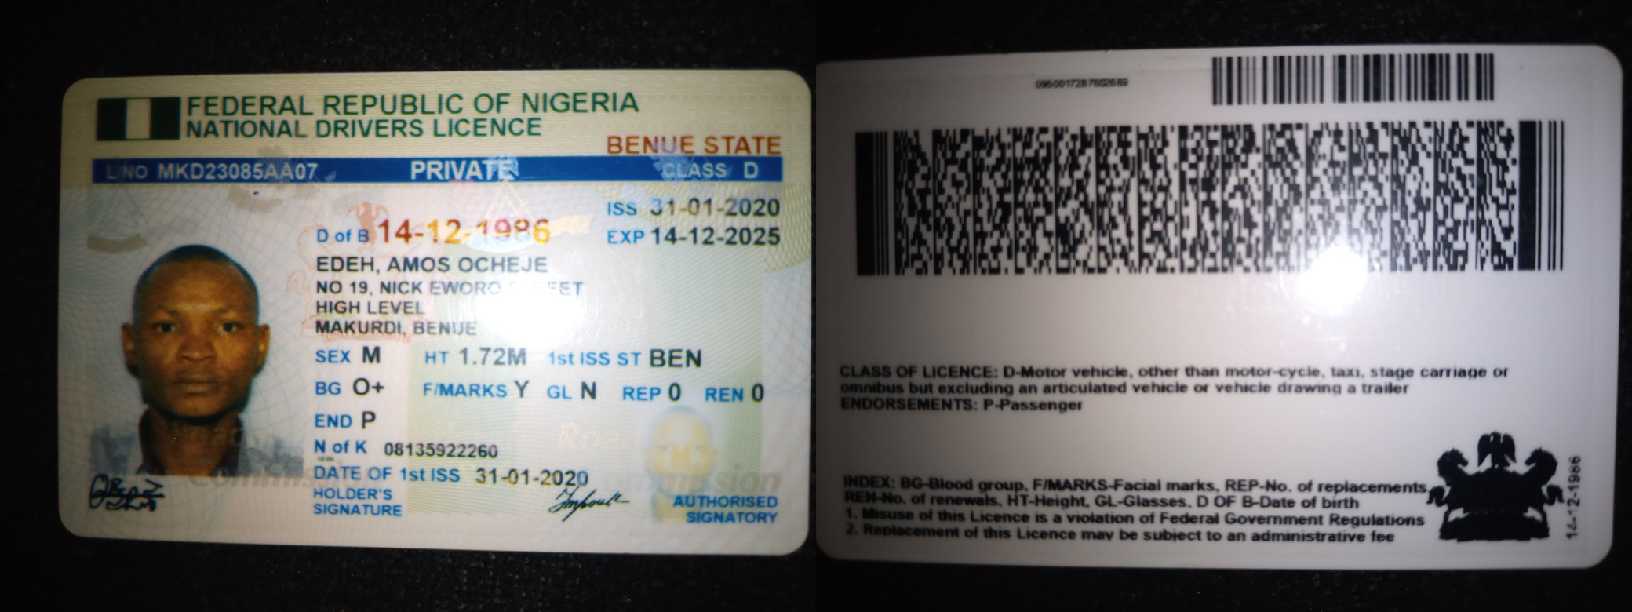 FEDERAL REPUBLIC OF NIGERIA
NATIONAL DRIVERS LICENCE
BENUE STATE
L/NO MKD23085AA07 PRIVATE CLASS D
ISS 31-01-2020
D of B 14-12-1986
EXP 14-12-2025
EDEH, AMOS OCHEJE
NO 19, NICK EWORO
HIGH LEVEL
MAKURDI, BENUE
SEX M HT 1.72M 1st ISS ST BEN
BG O+ F/MARKS Y GL N REP 0 REN 0
END P
N of K 08135922260
DATE OF 1st ISS 31-01-2020
HOLDER'S
SIGNATURE
AUTHORISED
SIGNATORY
CLASS OF LICENCE: D-Motor vehicle, other than motor-cycle, taxi, stage carriage or
omnibus but excluding an articulated vehicle or vehicle drawing a trailer
ENDORSEMENTS: P-Passenger
INDEX: BG-Blood group, F/MARKS-Facial marks, REP-No. of replacements
REN-No. of renewals, HT-Height, GL-Glasses, D OF B-Date of birth
1. Misuse of this Licence is a violation of Federal Government Regulations
2. Replacement of this Licence may be subject to an administrative fee
14-12-1986